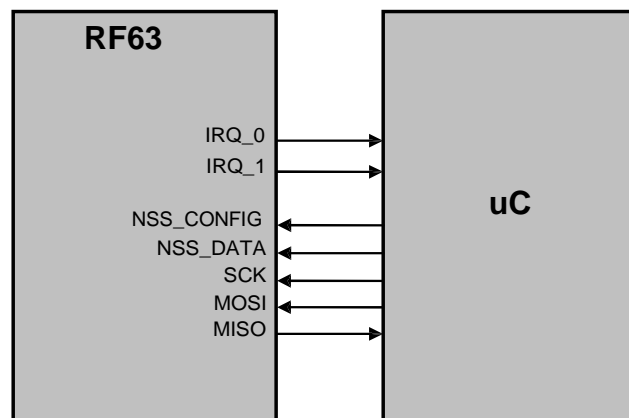 RF63
IRQ_0
IRQ_1
uC
NSS_CONFIG
NSS_DATA
SCK
MOSI
MISO